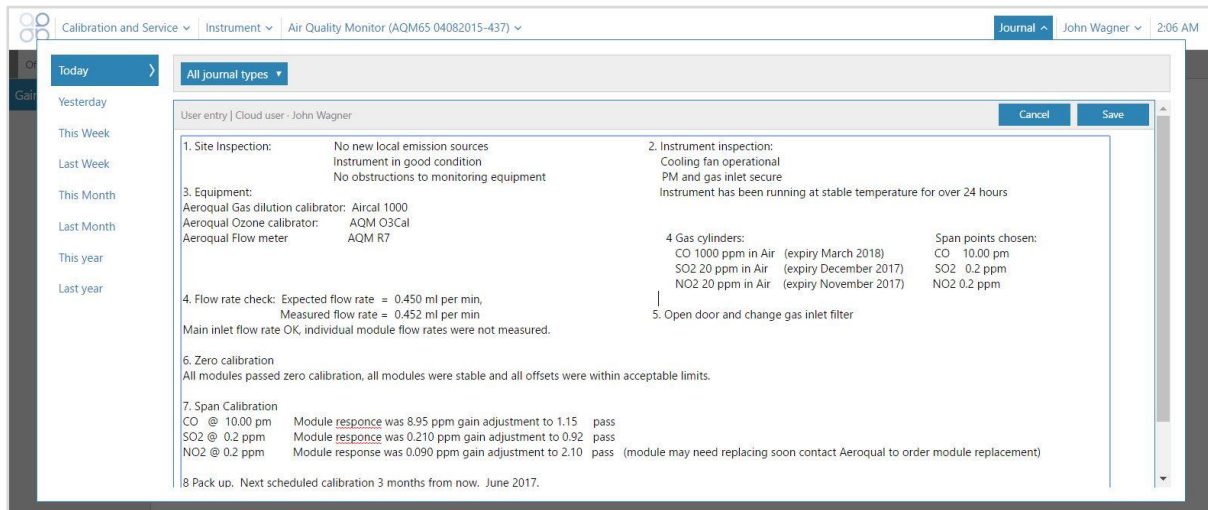 Calibration and Service Instrument Air Quality Monitor (AQM65 04082015-437) Journal John Wagner 2:06 AM
Today
Yesterday
This Week
Last Week
This Month
Last Month
This year
Last year
All journal types
User entry | Cloud user - John Wagner Cancel Save
1. Site Inspection: No new local emission sources 2. Instrument inspection:
Instrument in good condition Cooling fan operational
No obstructions to monitoring equipment PM and gas inlet secure
3. Equipment: Instrument has been running at stable temperature for over 24 hours
Aeroqual Gas dilution calibrator: Aircal 1000
Aeroqual Ozone calibrator: AQM O3Cal
Aeroqual Flow meter AQM R7 4 Gas cylinders: Span points chosen:
CO 1000 ppm in Air (expiry March 2018) CO 10.00 pm
SO2 20 ppm in Air (expiry December 2017) SO2 0.2 ppm
NO2 20 ppm in Air (expiry November 2017) NO2 0.2 ppm
4. Flow rate check: Expected flow rate = 0.450 ml per min,
Measured flow rate = 0.452 ml per min 5. Open door and change gas inlet filter
Main inlet flow rate OK, individual module flow rates were not measured.
6. Zero calibration
All modules passed zero calibration, all modules were stable and all offsets were within acceptable limits.
7. Span Calibration
CO @ 10.00 pm Module responce was 8.95 ppm gain adjustment to 1.15 pass
SO2 @ 0.2 ppm Module responce was 0.210 ppm gain adjustment to 0.92 pass
NO2 @ 0.2 ppm Module response was 0.090 ppm gain adjustment to 2.10 pass (module may need replacing soon contact Aeroqual to order module replacement)
8 Pack up. Next scheduled calibration 3 months from now. June 2017.